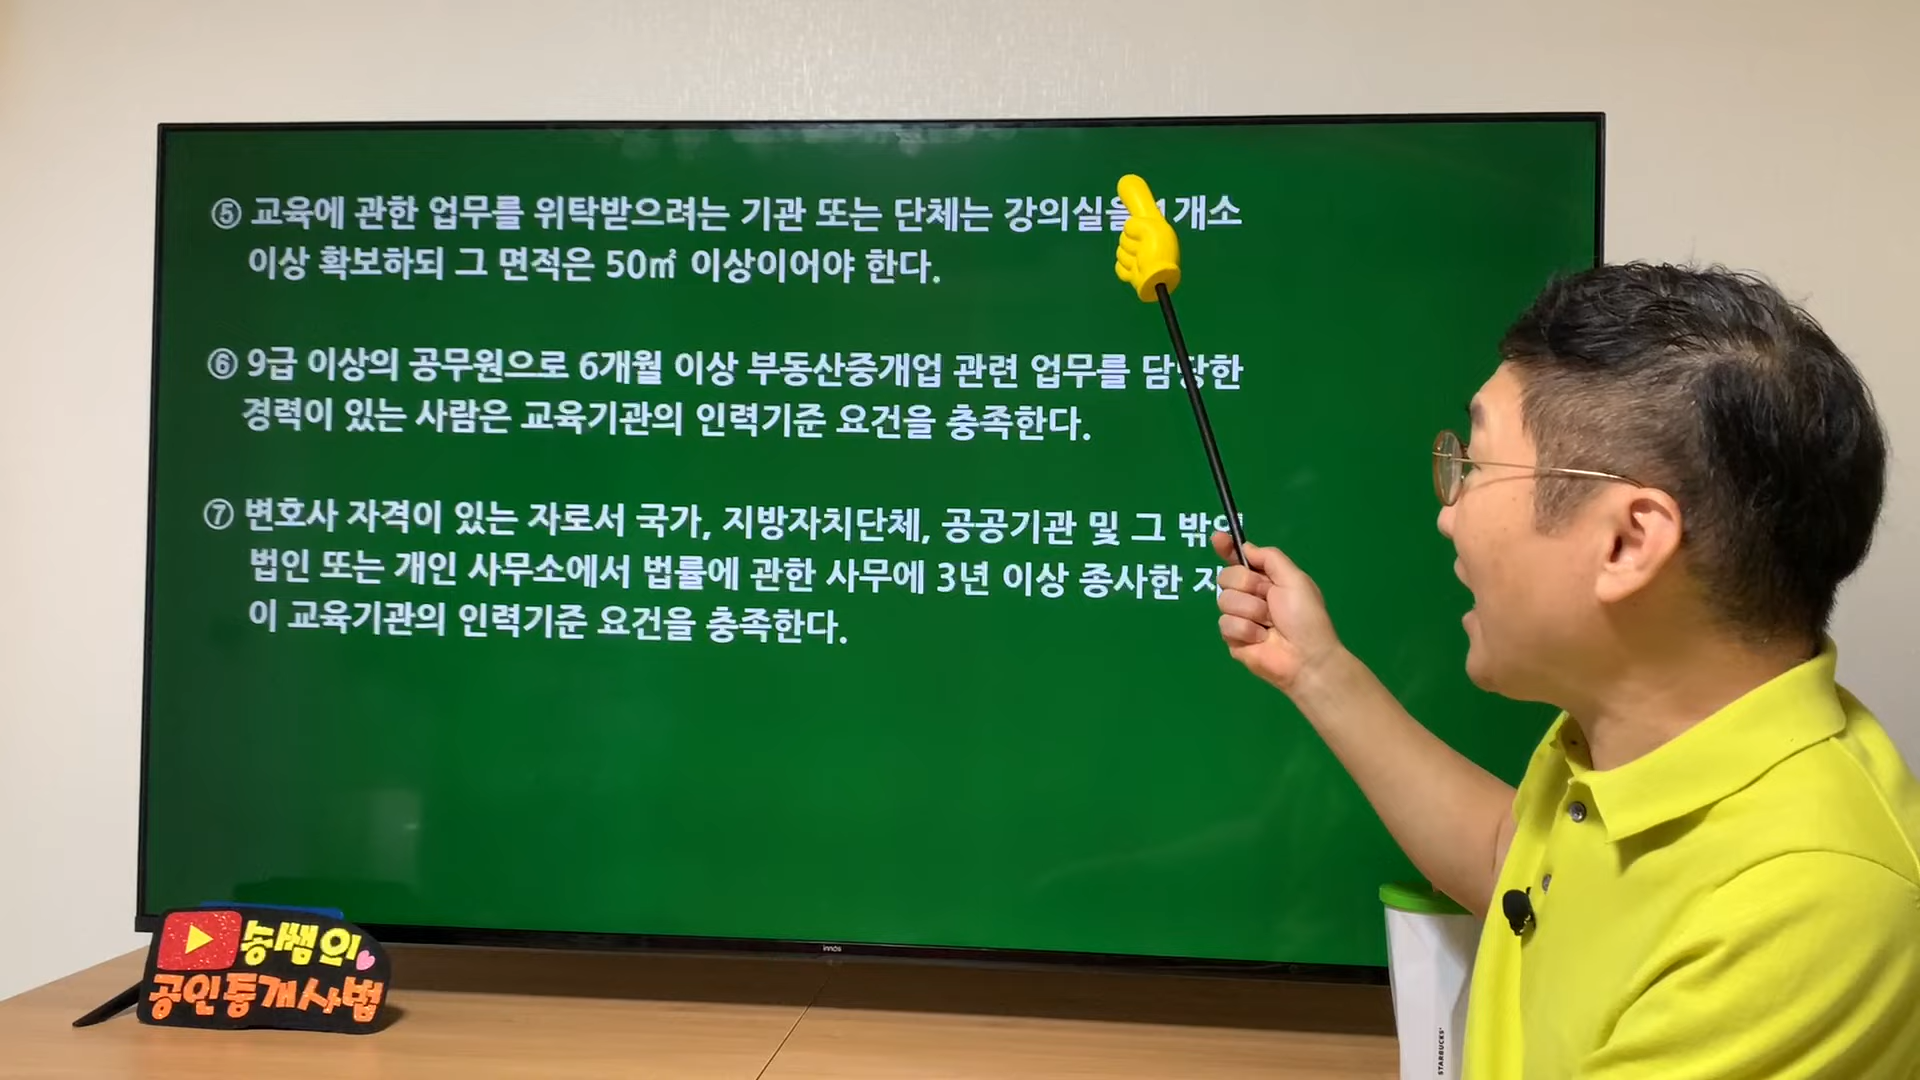 ⑤ 교육에 관한 업무를 위탁받으려는 기관 또는 단체는 강의실을 1개소
이상 확보하되 그 면적은 50㎡ 이상이어야 한다.
⑥ 9급 이상의 공무원으로 6개월 이상 부동산중개업 관련 업무를 담당한
경력이 있는 사람은 교육기관의 인력기준 요건을 충족한다.
⑦ 변호사 자격이 있는 자로서 국가, 지방자치단체, 공공기관 및 그 밖의
법인 또는 개인 사무소에서 법률에 관한 사무에 3년 이상 종사한
이 교육기관의 인력기준 요건을 충족한다.
innos
쌤의
공인중개사법
STARBUCKS